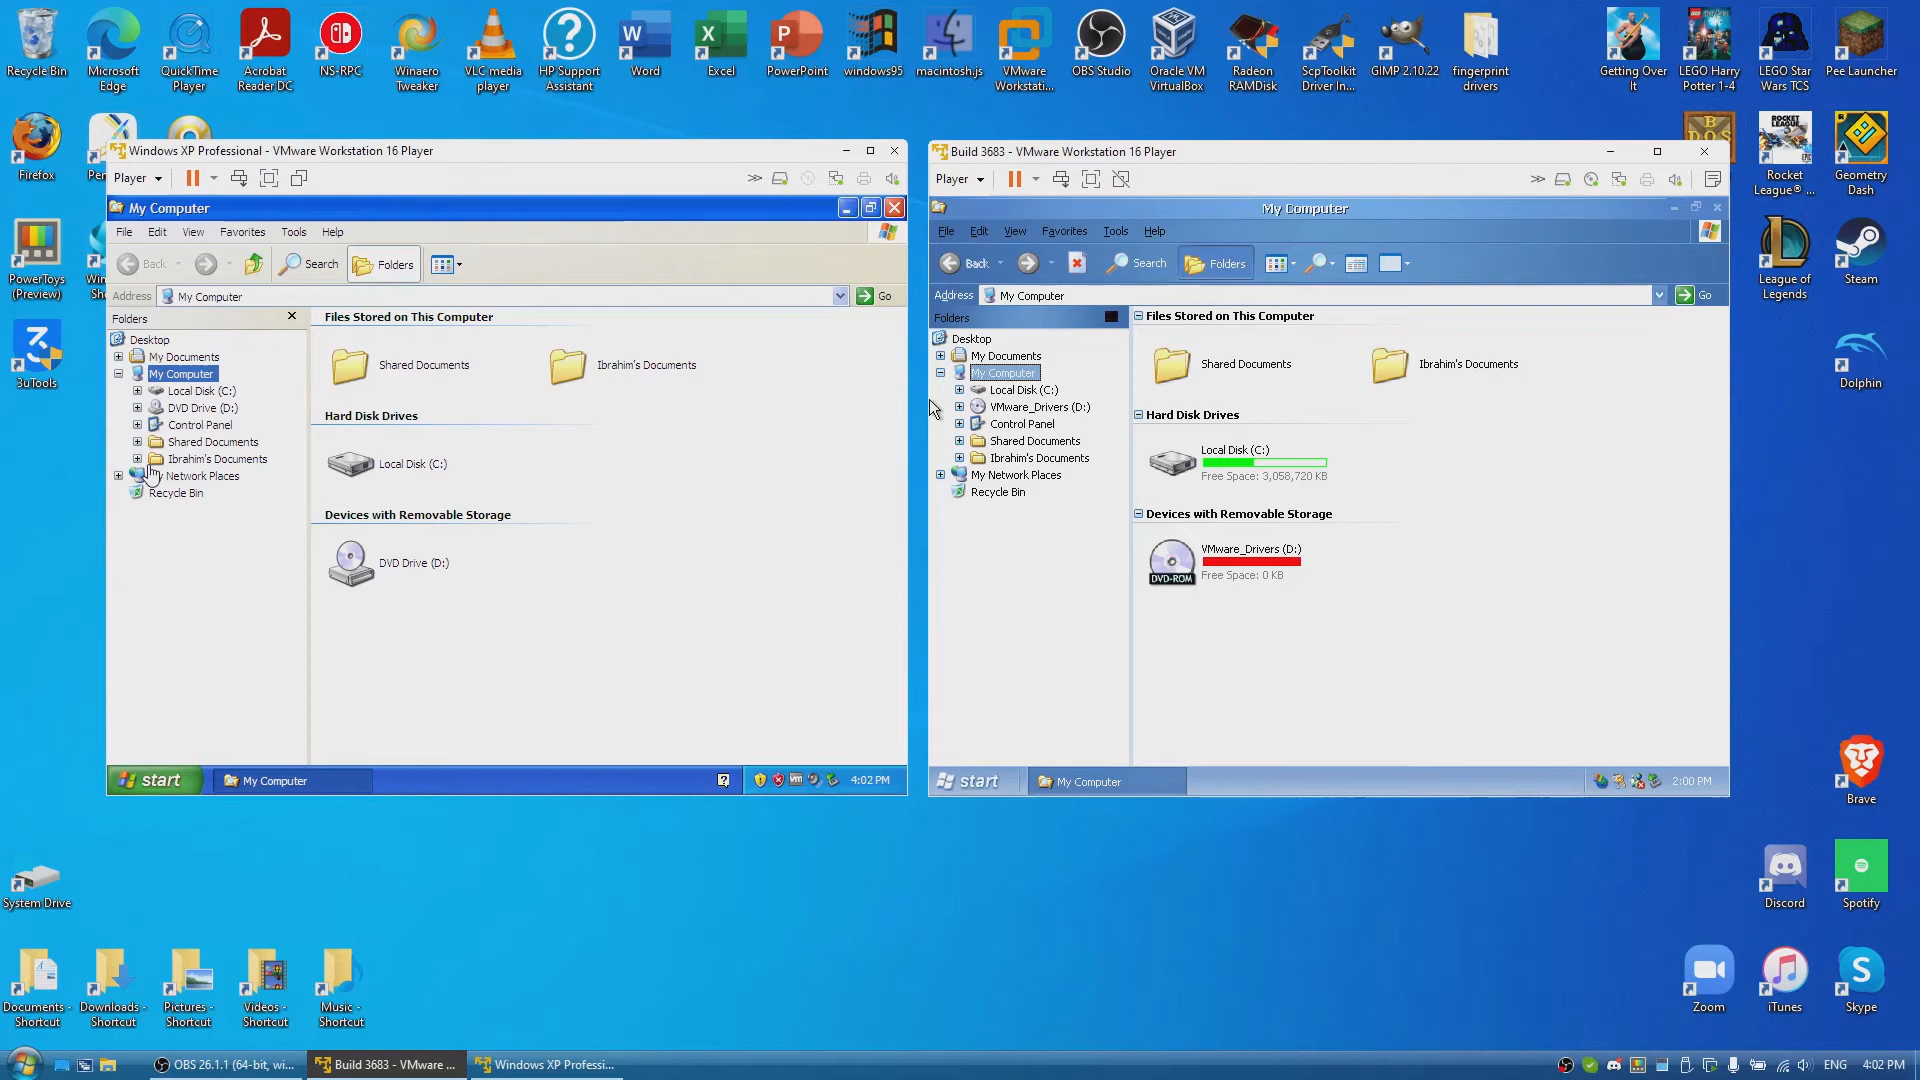 Recycle Bin
Microsoft Edge
QuickTime Player
Acrobat Reader DC
NS-RPC
Winaero Tweaker
VLC media player
HP Support Assistant
Word
Excel
PowerPoint
windows95
macintosh.js
VMware Workstati...
OBS Studio
Oracle VM VirtualBox
Radeon RAMDisk
ScpToolkit Driver In...
GIMP 2.10.22
fingerprint drivers
Getting Over It
LEGO Harry Potter 1-4
LEGO Star Wars TCS
Pee Launcher
Firefox
Rocket League® ...
Geometry Dash
PowerToys (Preview)
League of Legends
Steam
3uTools
Dolphin
Windows XP Professional - VMware Workstation 16 Player
Player
My Computer
File Edit View Favorites Tools Help
Back Search Folders
Address My Computer Go
Folders
Desktop
My Documents
My Computer
Local Disk (C:)
DVD Drive (D:)
Control Panel
Shared Documents
Ibrahim's Documents
Network Places
Recycle Bin
Files Stored on This Computer
Shared Documents
Ibrahim's Documents
Hard Disk Drives
Local Disk (C:)
Devices with Removable Storage
DVD Drive (D:)
start
My Computer
4:02 PM
Build 3683 - VMware Workstation 16 Player
Player
My Computer
File Edit View Favorites Tools Help
Back Search Folders
Address My Computer Go
Folders
Desktop
My Documents
My Computer
Local Disk (C:)
VMware_Drivers (D:)
Control Panel
Shared Documents
Ibrahim's Documents
My Network Places
Recycle Bin
Files Stored on This Computer
Shared Documents
Ibrahim's Documents
Hard Disk Drives
Local Disk (C:)
Free Space: 3,058,720 KB
Devices with Removable Storage
VMware_Drivers (D:)
DVD-ROM
Free Space: 0 KB
start
My Computer
2:00 PM
Brave
System Drive
Discord
Spotify
Documents - Shortcut
Downloads - Shortcut
Pictures - Shortcut
Videos - Shortcut
Music - Shortcut
Zoom
iTunes
Skype
OBS 26.1.1 (64-bit, wi...
Build 3683 - VMware ...
Windows XP Professi...
ENG
4:02 PM